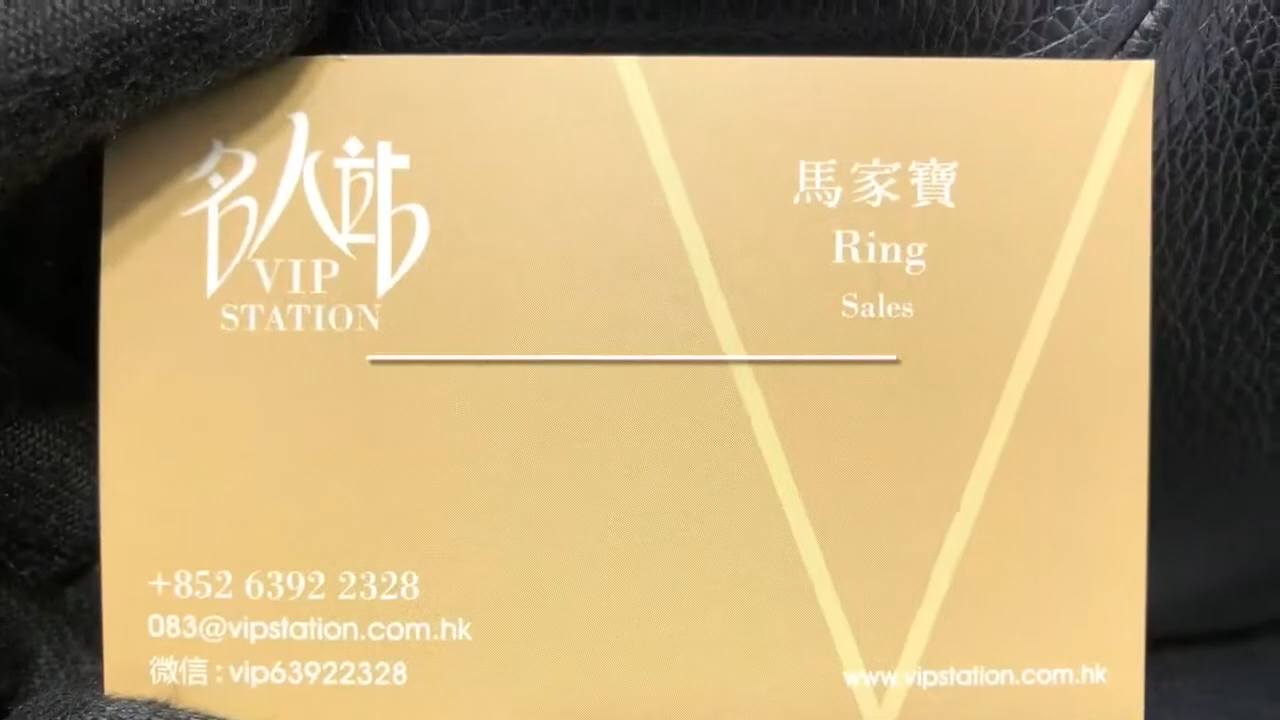 名人站
VIP
STATION
馬家寶
Ring
Sales
+852 6392 2328
083@vipstation.com.hk
微信:vip63922328
www.vipstation.com.hk